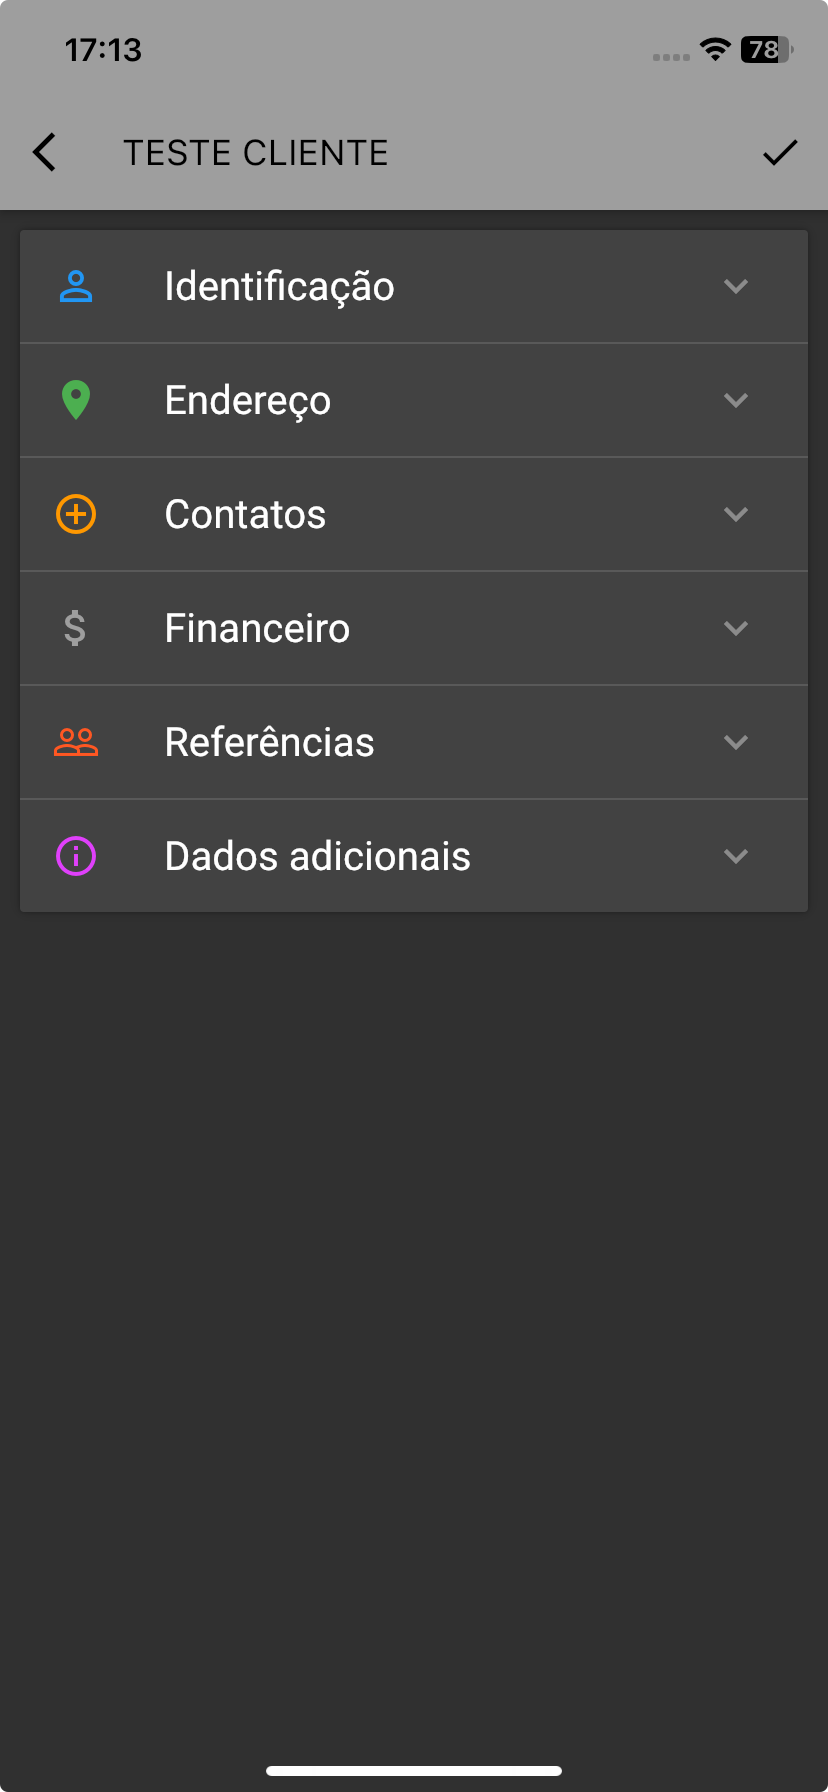 17:13
78
TESTE CLIENTE
Identificação
Endereço
Contatos
Financeiro
Referências
Dados adicionais